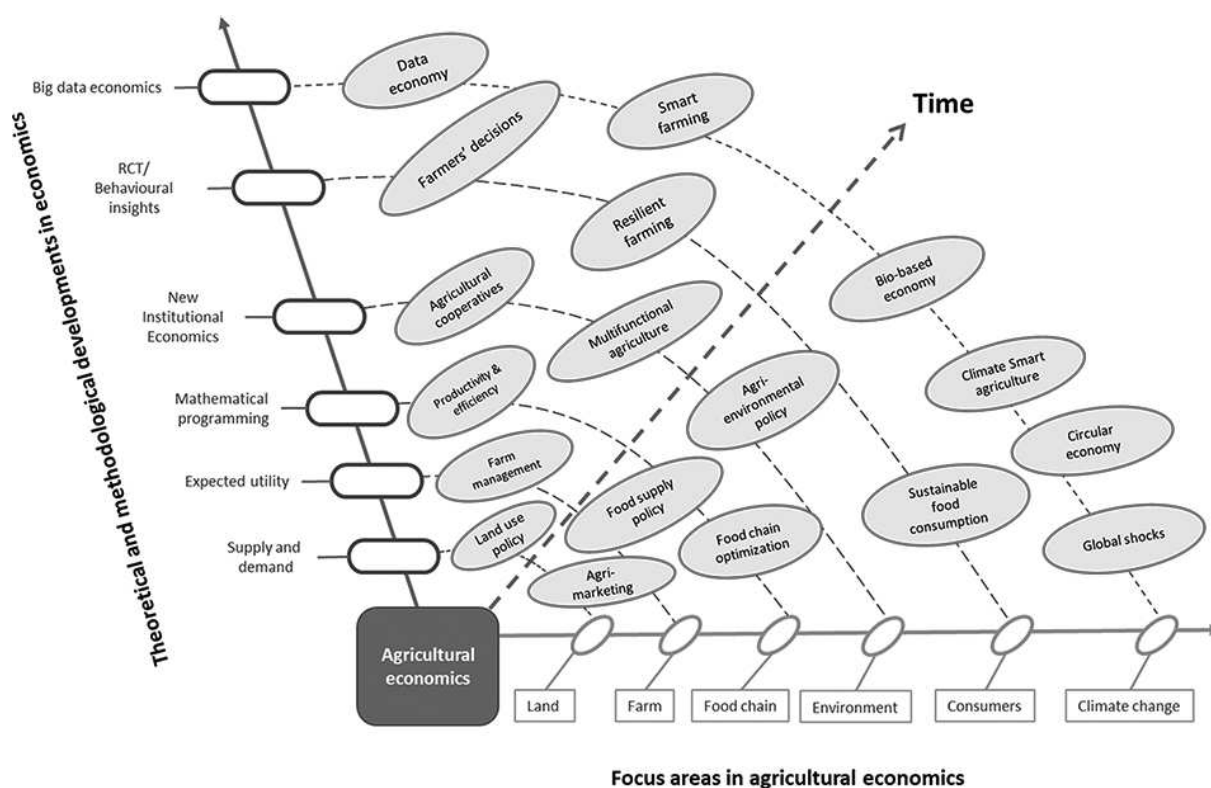 Theoretical and methodological developments in economics
Big data economics
RCT/
Behavioural
insights
New
Institutional
Economics
Mathematical
programming
Expected utility
Supply and
demand
Data
economy
Smart
farming
Time
Farmers' decisions
Resilient
farming
Bio-based
economy
Agricultural
cooperatives
Multifunctional
agriculture
Climate Smart
agriculture
Productivity &
efficiency
Agri-
environmental
policy
Circular
economy
Farm
management
Food supply
policy
Sustainable
food
consumption
Land use
policy
Food chain
optimization
Global shocks
Agri-
marketing
Agricultural
economics
Land
Farm
Food chain
Environment
Consumers
Climate change
Focus areas in agricultural economics